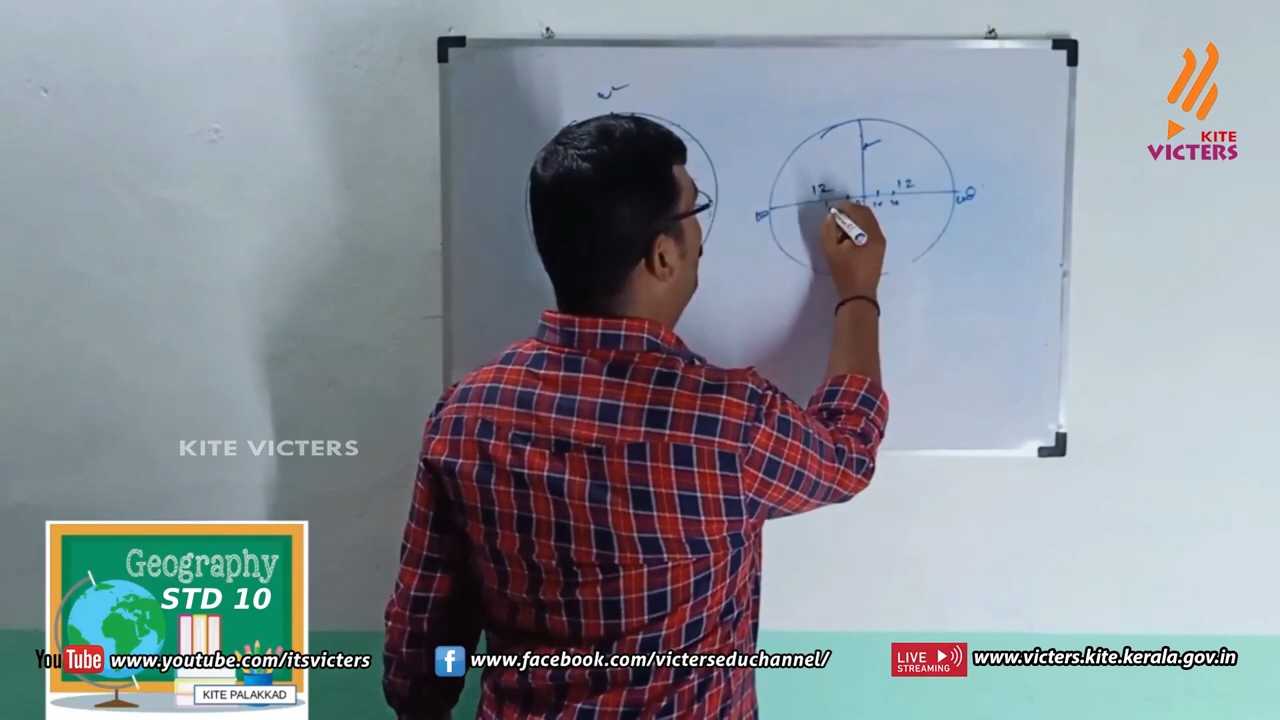 KITE
VICTERS
12
12
KITE VICTERS
Geography
STD 10
KITE PALAKKAD
YouTube www.youtube.com/itsvicters
f www.facebook.com/victerseduchannel/
LIVE STREAMING www.victers.kite.kerala.gov.in